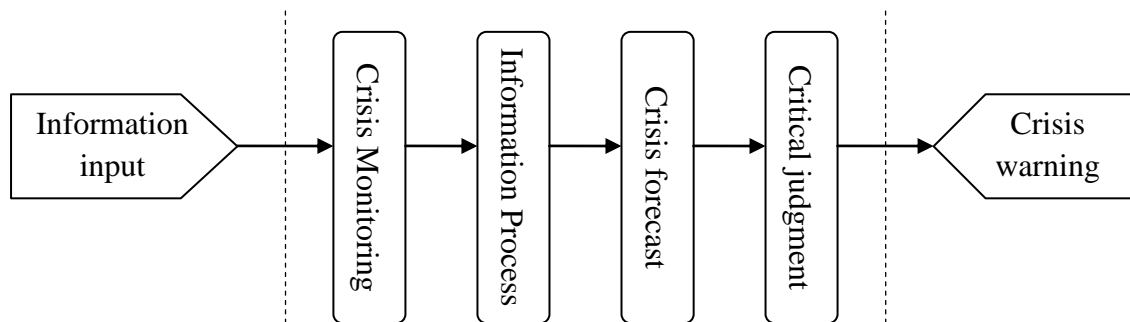 Information
input
Crisis Monitoring
Information Process
Crisis forecast
Critical judgment
Crisis
warning